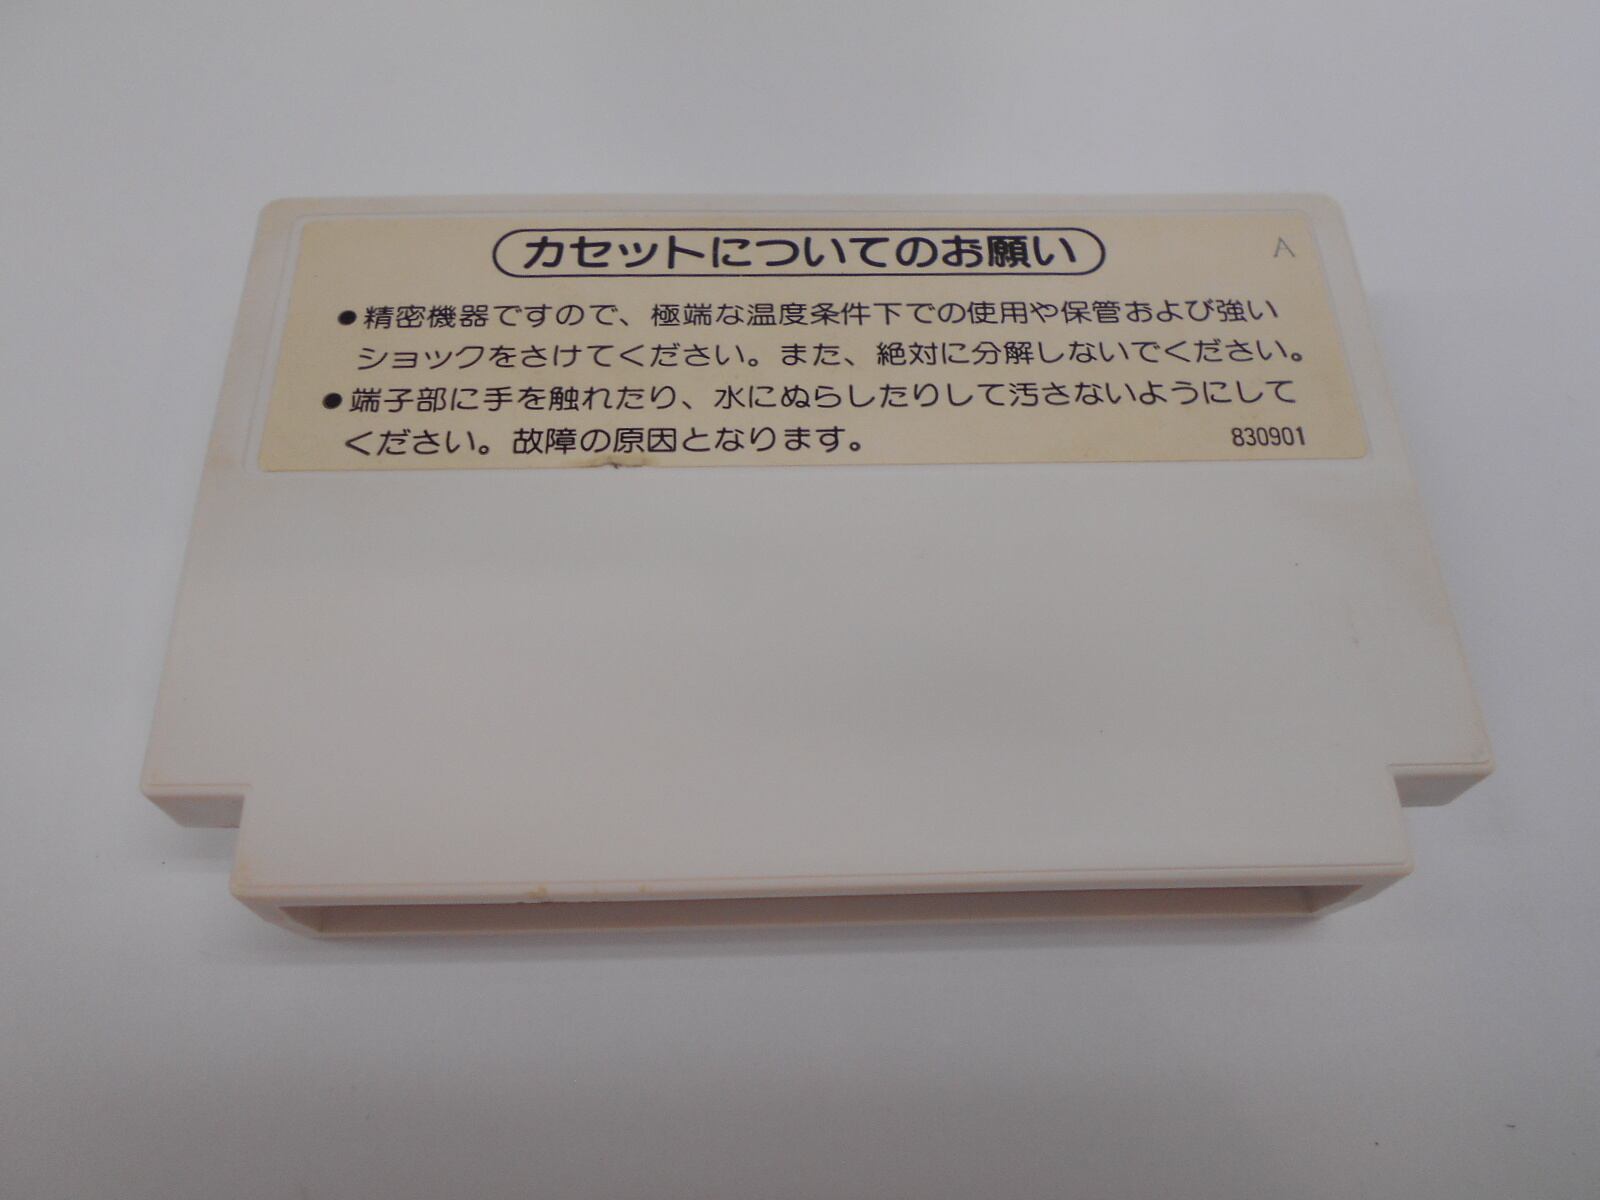 カセットについてのお願い
A
●精密機器ですので、極端な温度条件下での使用や保管および強い
ショックをさけてください。また、絶対に分解しないでください。
●端子部に手を触れたり、水にぬらしたりして汚さないようにして
ください。故障の原因となります。
830901